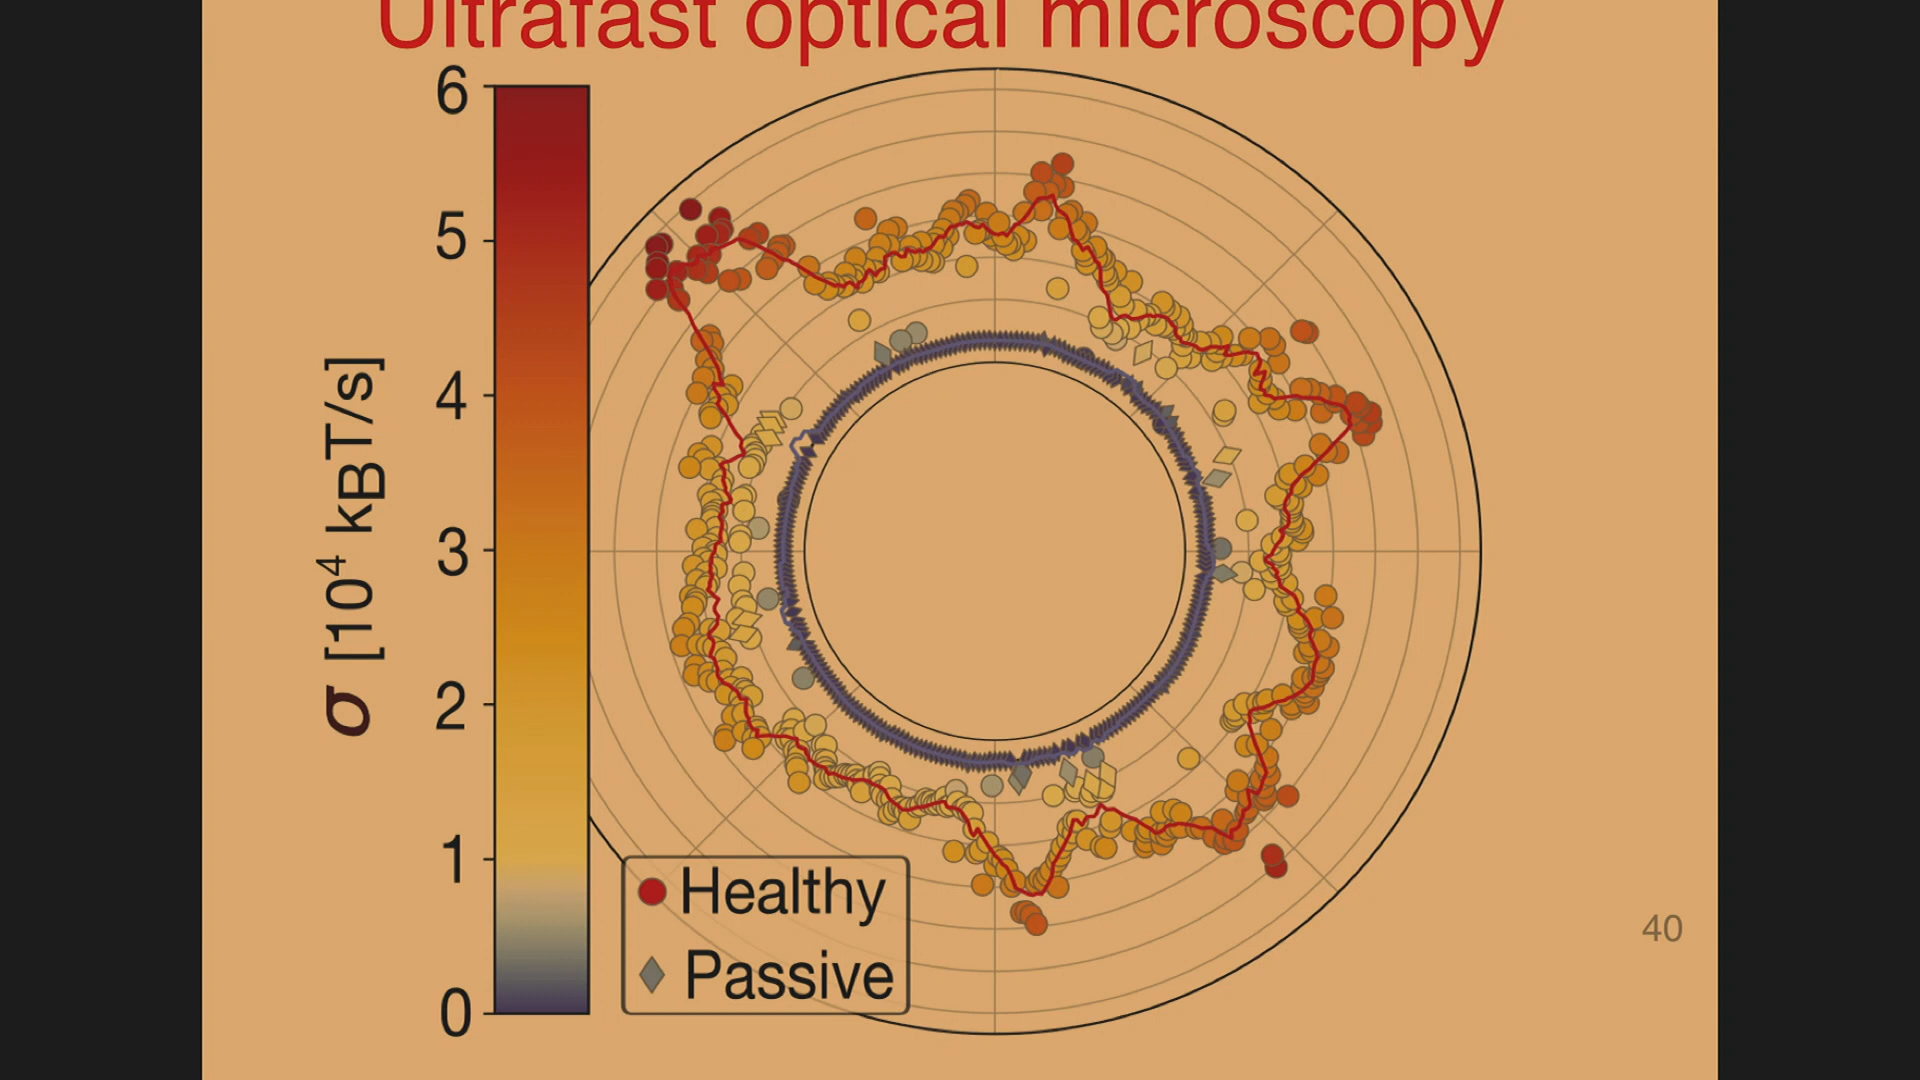 Ultrafast optical microscopy
6
5
4
3
2
1
0
σ [10⁴ kBT/s]
Healthy
Passive
40